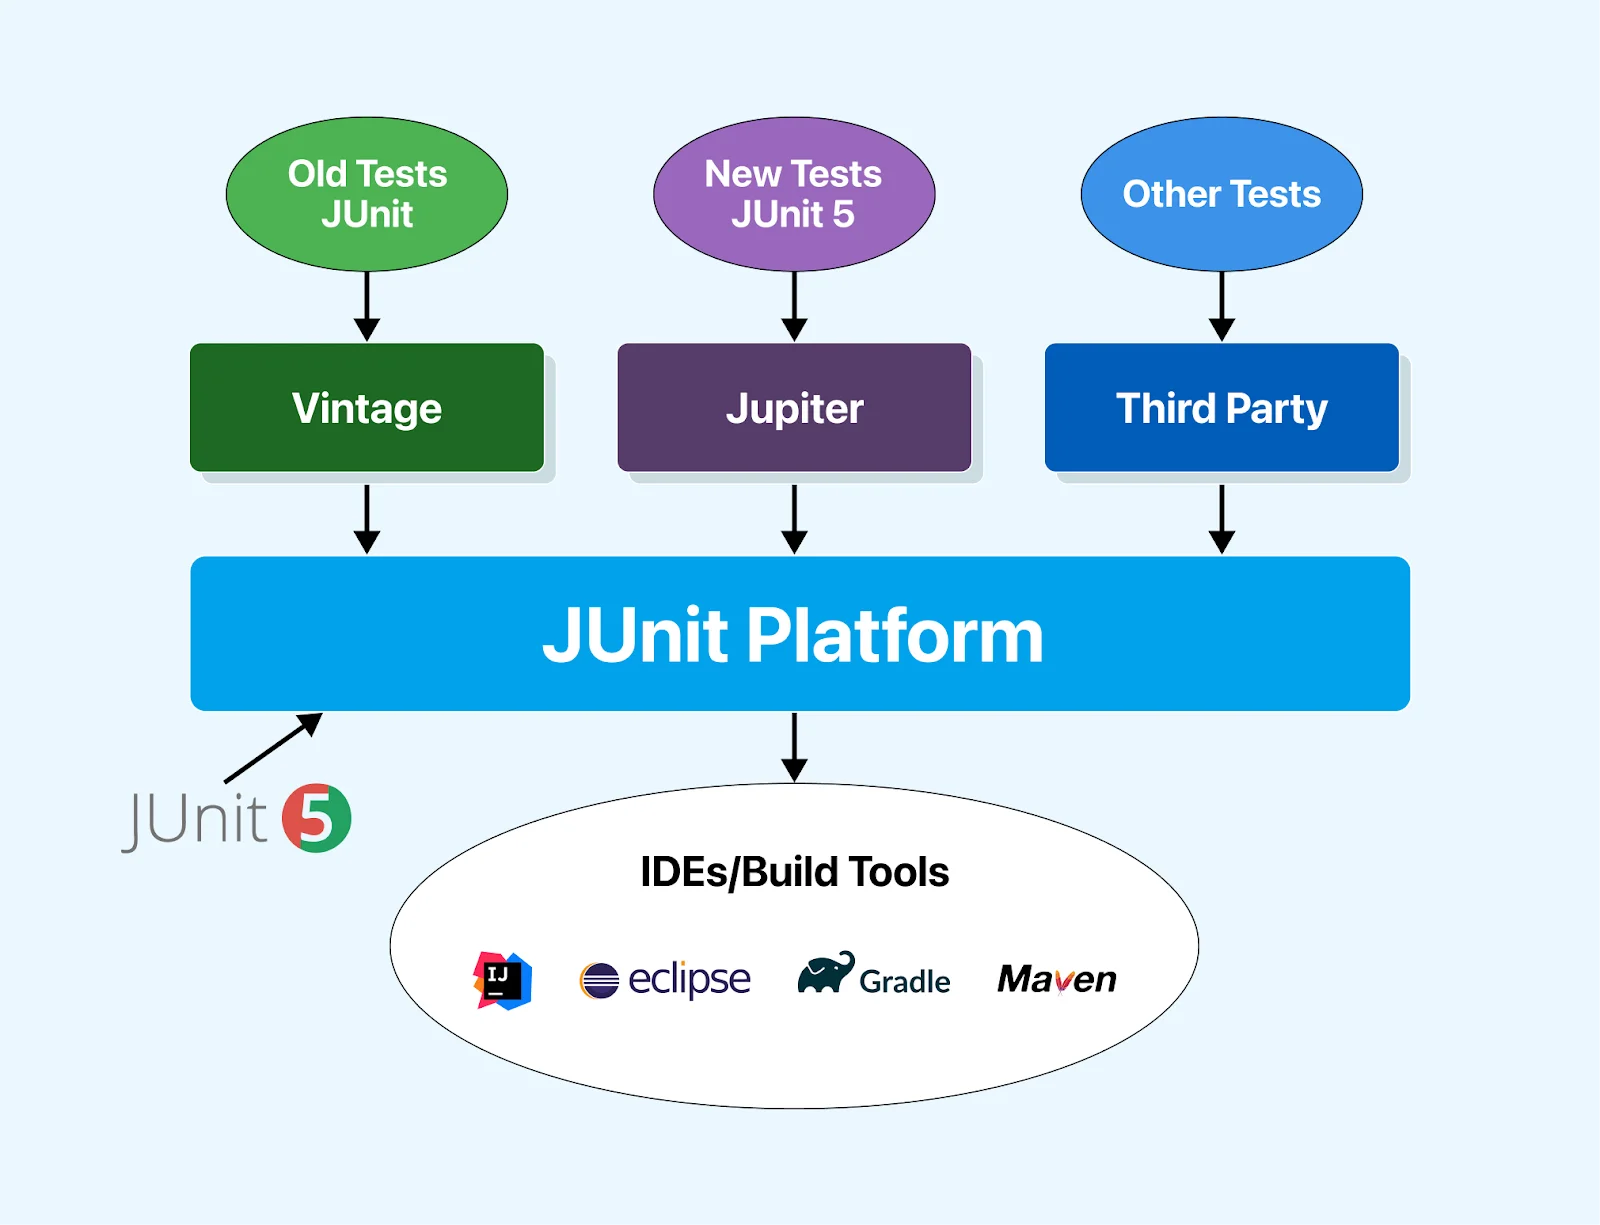 Old Tests
JUnit
New Tests
JUnit 5
Other Tests
Vintage
Jupiter
Third Party
JUnit Platform
JUnit 5
IDEs/Build Tools
IJ
eclipse
Gradle
Maven